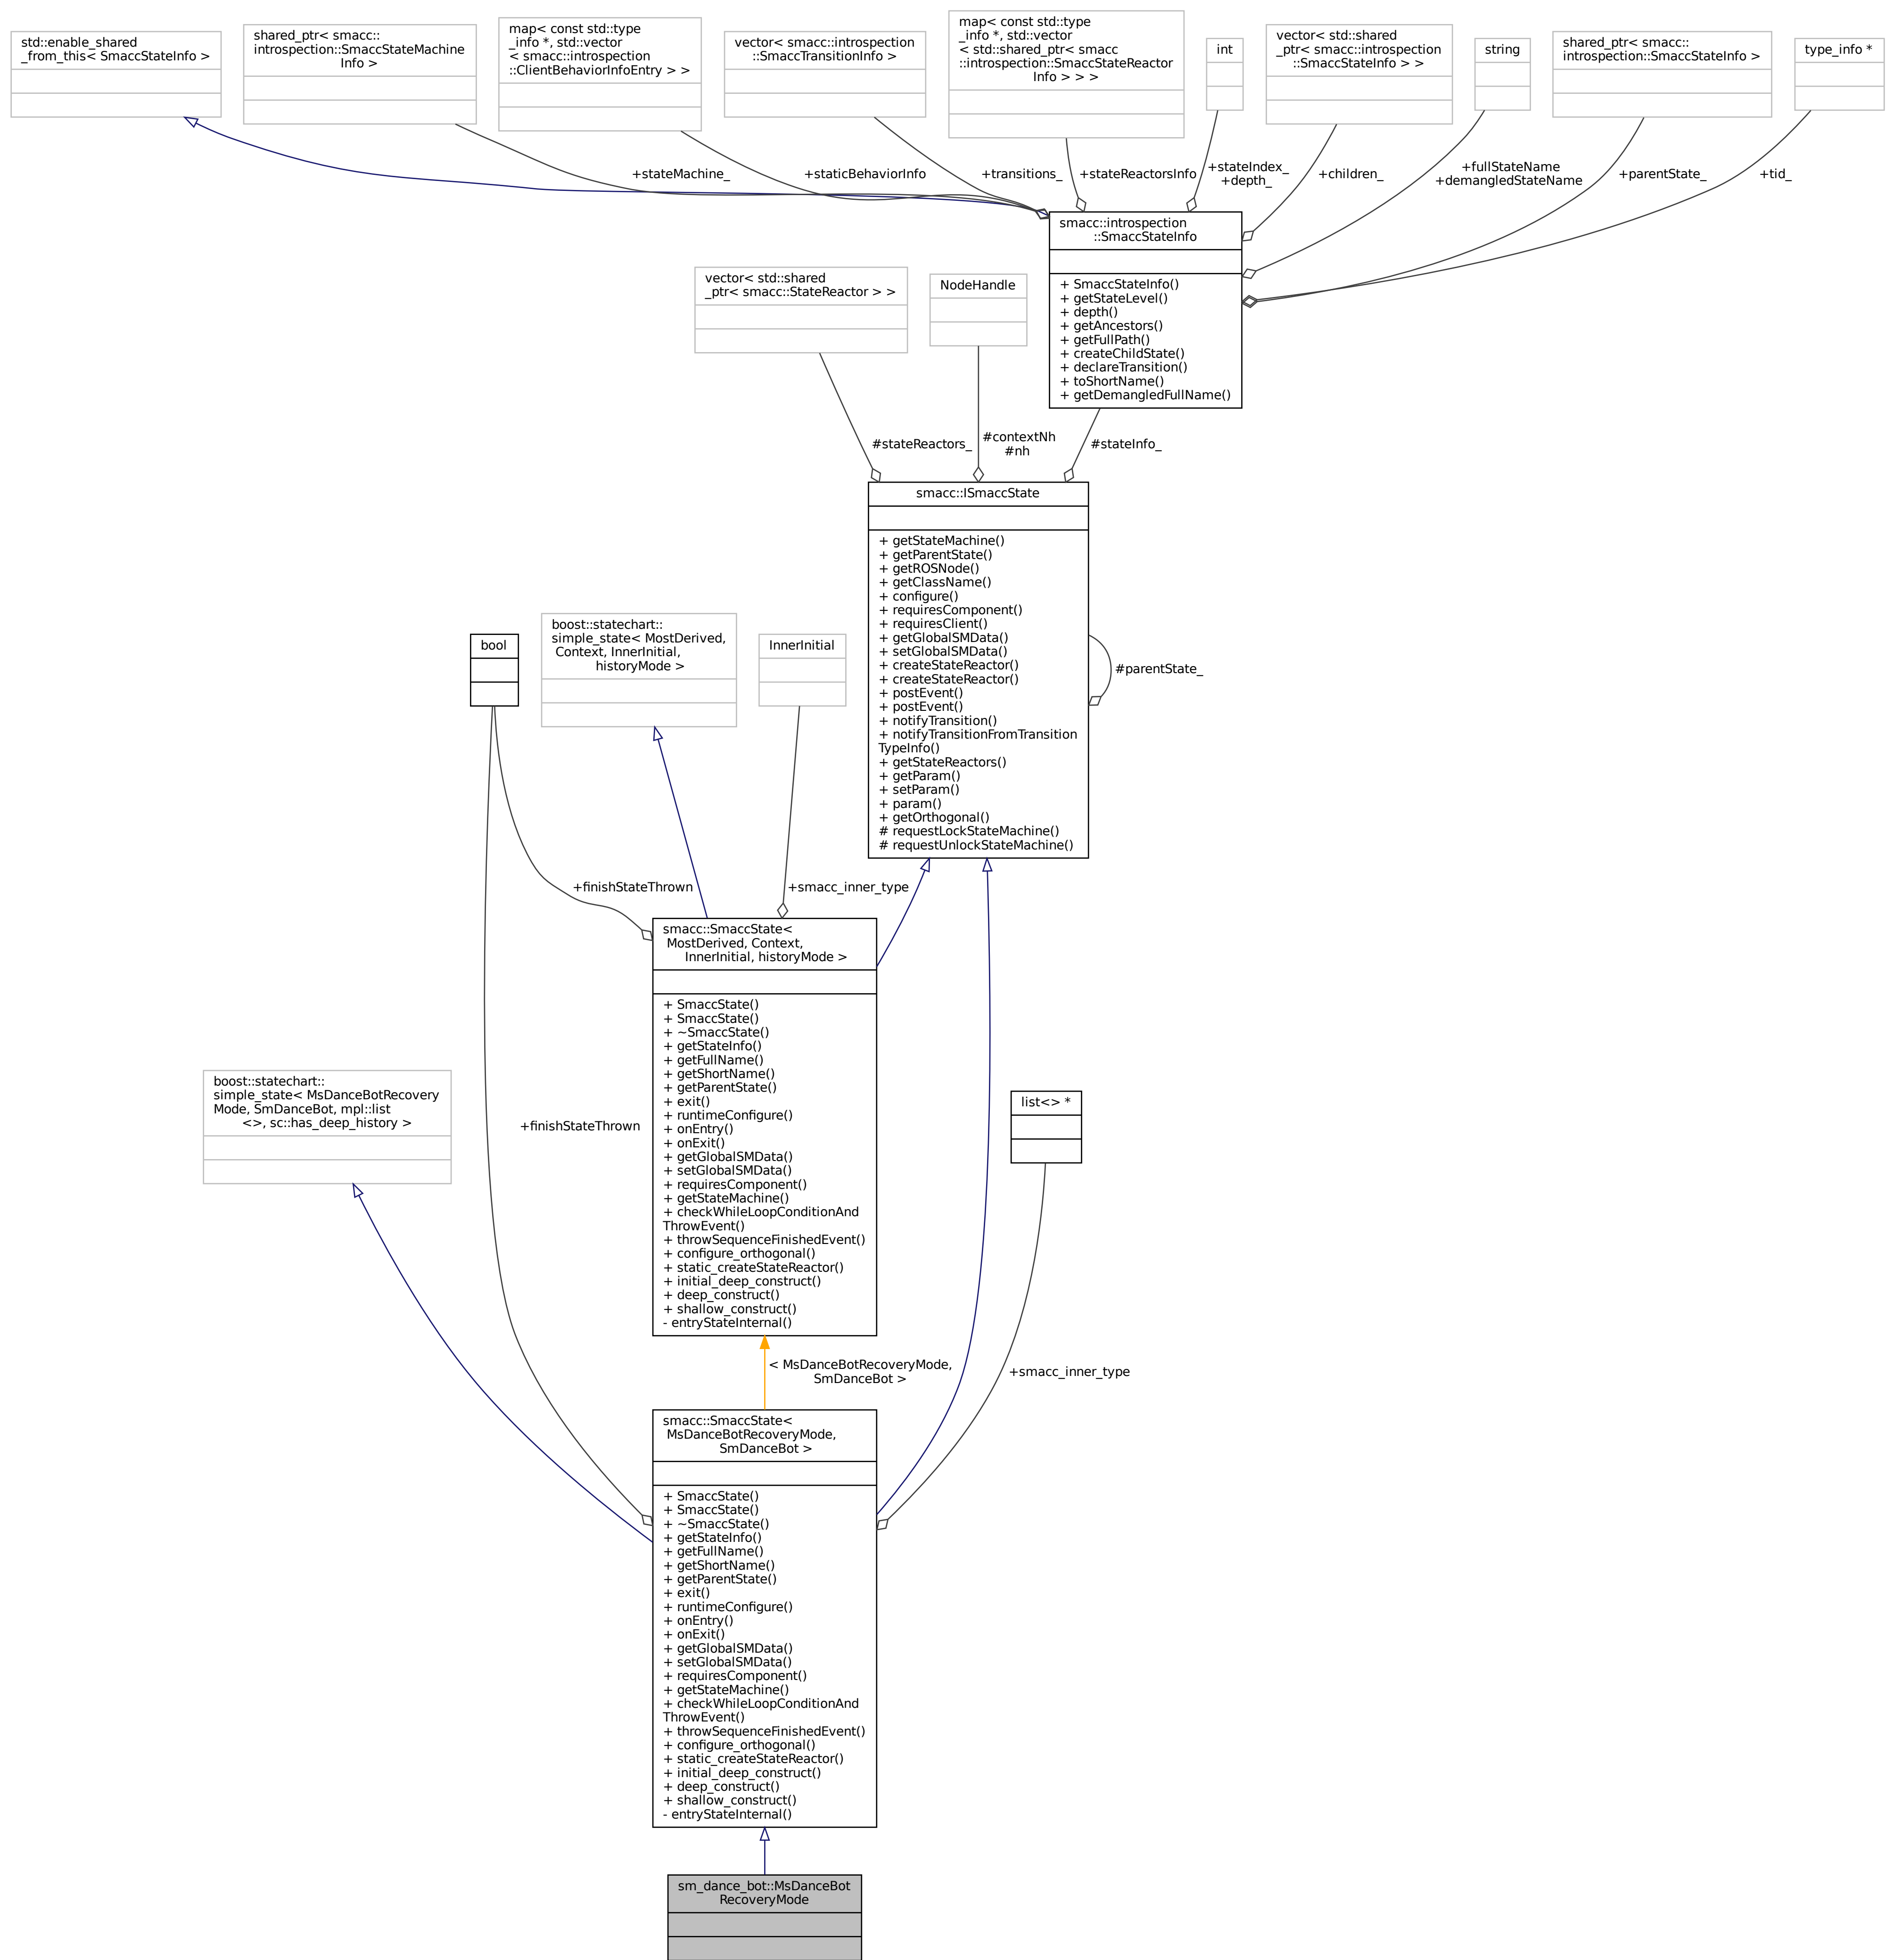 std::enable_shared
_from_this< SmaccStateInfo >
shared_ptr< smacc::
introspection::SmaccStateMachine
Info >
map< const std::type
_info *, std::vector
< smacc::introspection
::ClientBehaviorInfoEntry > >
vector< smacc::introspection
::SmaccTransitionInfo >
map< const std::type
_info *, std::vector
< std::shared_ptr< smacc
::introspection::SmaccStateReactor
Info > > >
int
vector< std::shared
_ptr< smacc::introspection
::SmaccStateInfo > >
string
shared_ptr< smacc::
introspection::SmaccStateInfo >
type_info *
+stateMachine_
+staticBehaviorInfo
+transitions_
+stateReactorsInfo
+stateIndex_
+depth_
+children_
+fullStateName
+demangledStateName
+parentState_
+tid_
smacc::introspection
::SmaccStateInfo
+ SmaccStateInfo()
+ getStateLevel()
+ depth()
+ getAncestors()
+ getFullPath()
+ createChildState()
+ declareTransition()
+ toShortName()
+ getDemangledFullName()
vector< std::shared
_ptr< smacc::StateReactor > >
NodeHandle
#stateReactors_
#contextNh
#nh
#stateInfo_
smacc::ISmaccState
+ getStateMachine()
+ getParentState()
+ getROSNode()
+ getClassName()
+ configure()
+ requiresComponent()
+ requiresClient()
+ getGlobalSMData()
+ setGlobalSMData()
+ createStateReactor()
+ createStateReactor()
+ postEvent()
+ postEvent()
+ notifyTransition()
+ notifyTransitionFromTransition
TypeInfo()
+ getStateReactors()
+ getParam()
+ setParam()
+ param()
+ getOrthogonal()
# requestLockStateMachine()
# requestUnlockStateMachine()
#parentState_
bool
boost::statechart::
simple_state< MostDerived,
Context, InnerInitial,
historyMode >
InnerInitial
+finishStateThrown
+smacc_inner_type
smacc::SmaccState<
MostDerived, Context,
InnerInitial, historyMode >
+ SmaccState()
+ SmaccState()
+ ~SmaccState()
+ getStateInfo()
+ getFullName()
+ getShortName()
+ getParentState()
+ exit()
+ runtimeConfigure()
+ onEntry()
+ onExit()
+ getGlobalSMData()
+ setGlobalSMData()
+ requiresComponent()
+ getStateMachine()
+ checkWhileLoopConditionAnd
ThrowEvent()
+ throwSequenceFinishedEvent()
+ configure_orthogonal()
+ static_createStateReactor()
+ initial_deep_construct()
+ deep_construct()
+ shallow_construct()
- entryStateInternal()
boost::statechart::
simple_state< MsDanceBotRecovery
Mode, SmDanceBot, mpl::list
<>, sc::has_deep_history >
+finishStateThrown
list<> *
< MsDanceBotRecoveryMode,
SmDanceBot >
+smacc_inner_type
smacc::SmaccState<
MsDanceBotRecoveryMode,
SmDanceBot >
+ SmaccState()
+ SmaccState()
+ ~SmaccState()
+ getStateInfo()
+ getFullName()
+ getShortName()
+ getParentState()
+ exit()
+ runtimeConfigure()
+ onEntry()
+ onExit()
+ getGlobalSMData()
+ setGlobalSMData()
+ requiresComponent()
+ getStateMachine()
+ checkWhileLoopConditionAnd
ThrowEvent()
+ throwSequenceFinishedEvent()
+ configure_orthogonal()
+ static_createStateReactor()
+ initial_deep_construct()
+ deep_construct()
+ shallow_construct()
- entryStateInternal()
sm_dance_bot::MsDanceBot
RecoveryMode